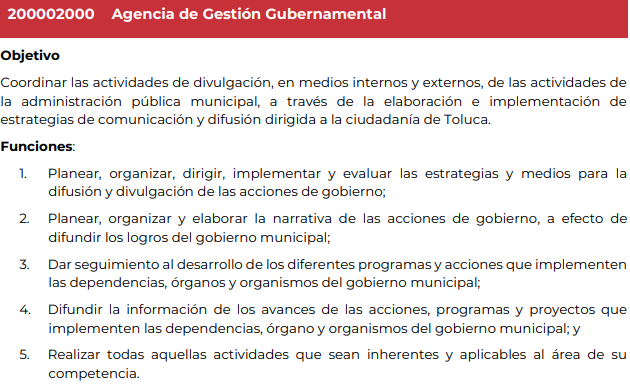 200002000 Agencia de Gestión Gubernamental
Objetivo
Coordinar las actividades de divulgación, en medios internos y externos, de las actividades de
la administración pública municipal, a través de la elaboración e implementación de
estrategias de comunicación y difusión dirigida a la ciudadanía de Toluca.
Funciones:
1. Planear, organizar, dirigir, implementar y evaluar las estrategias y medios para la
difusión y divulgación de las acciones de gobierno;
2. Planear, organizar y elaborar la narrativa de las acciones de gobierno, a efecto de
difundir los logros del gobierno municipal;
3. Dar seguimiento al desarrollo de los diferentes programas y acciones que implementen
las dependencias, órganos y organismos del gobierno municipal;
4. Difundir la información de los avances de las acciones, programas y proyectos que
implementen las dependencias, órgano y organismos del gobierno municipal; y
5. Realizar todas aquellas actividades que sean inherentes y aplicables al área de su
competencia.